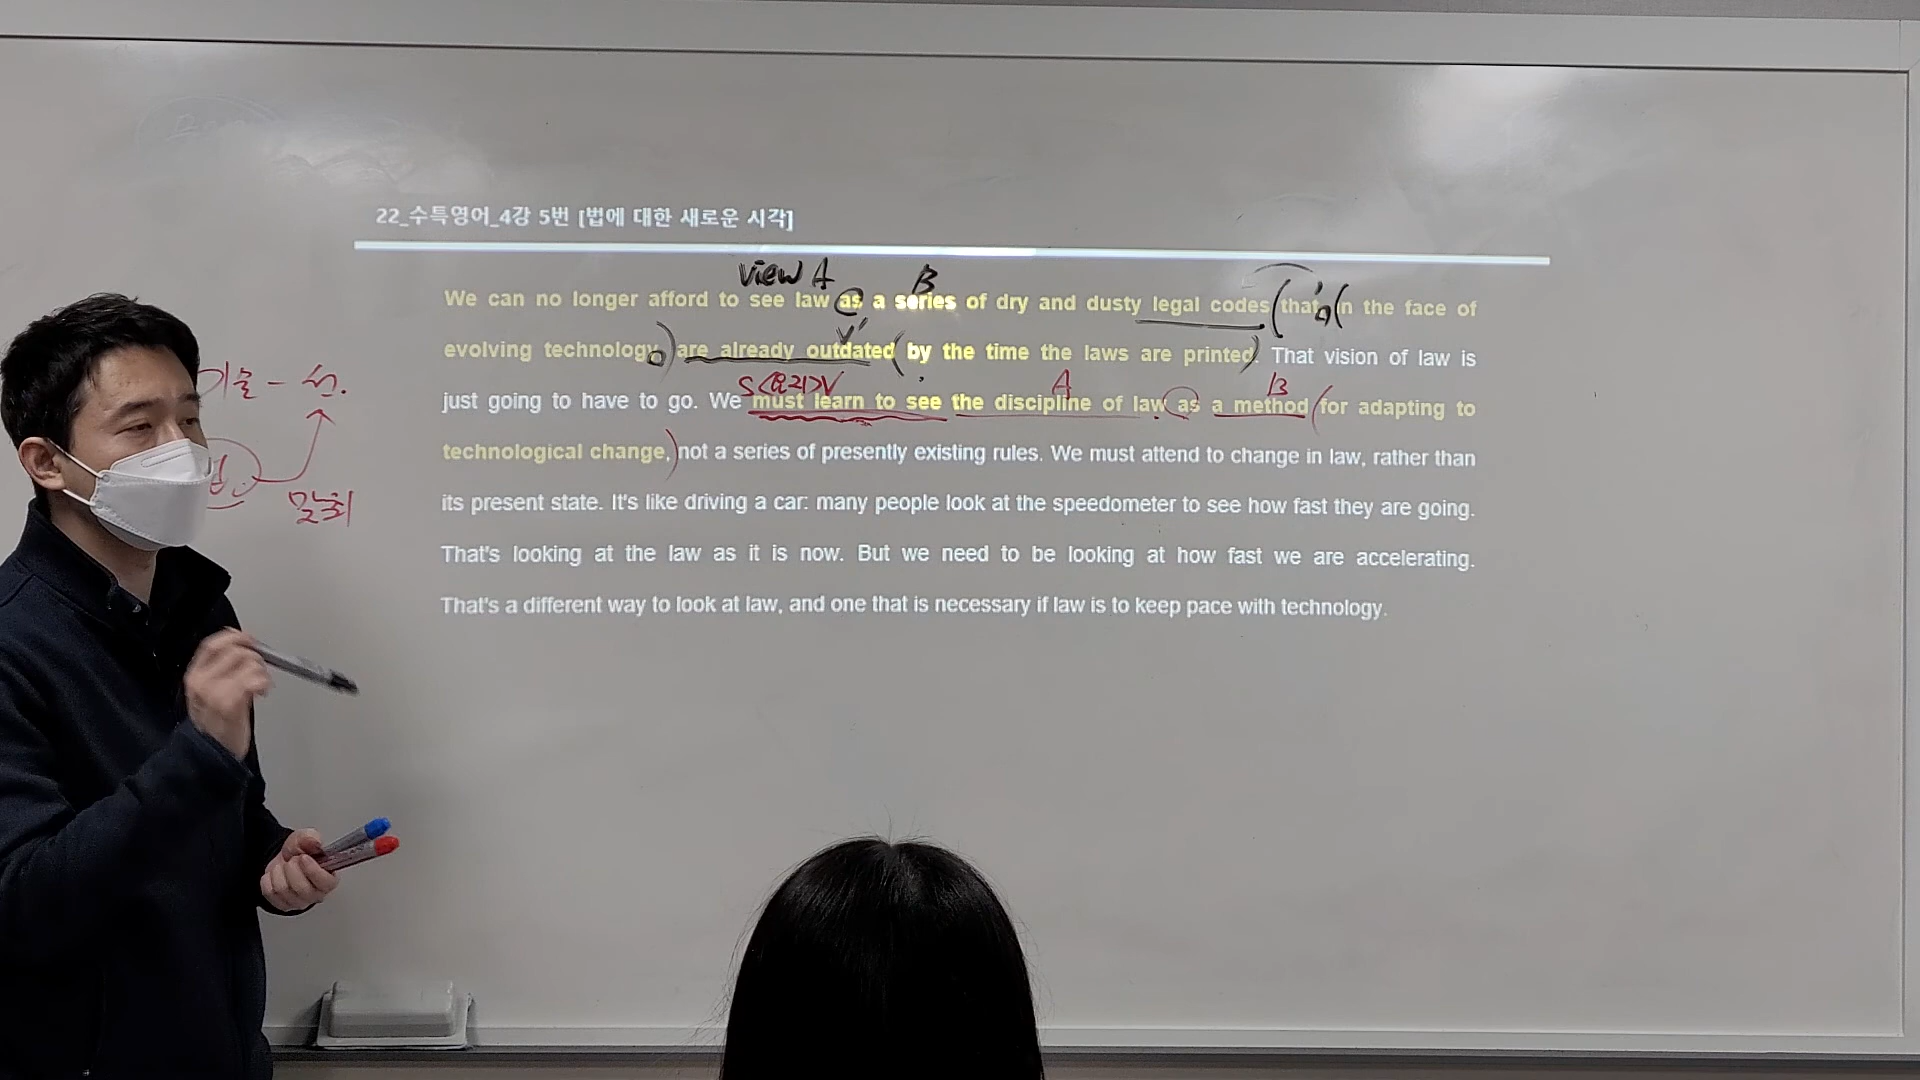 22_수특영어_4강 5번 [법에 대한 새로운 시각]
view A B
We can no longer afford to see law as a series of dry and dusty legal codes that, in the face of
V'
evolving technology, are already outdated by the time the laws are printed. That vision of law is
A B
just going to have to go. We must learn to see the discipline of law as a method for adapting to
technological change, not a series of presently existing rules. We must attend to change in law, rather than
its present state. It's like driving a car: many people look at the speedometer to see how fast they are going.
That's looking at the law as it is now. But we need to be looking at how fast we are accelerating.
That's a different way to look at law, and one that is necessary if law is to keep pace with technology.
기술 -